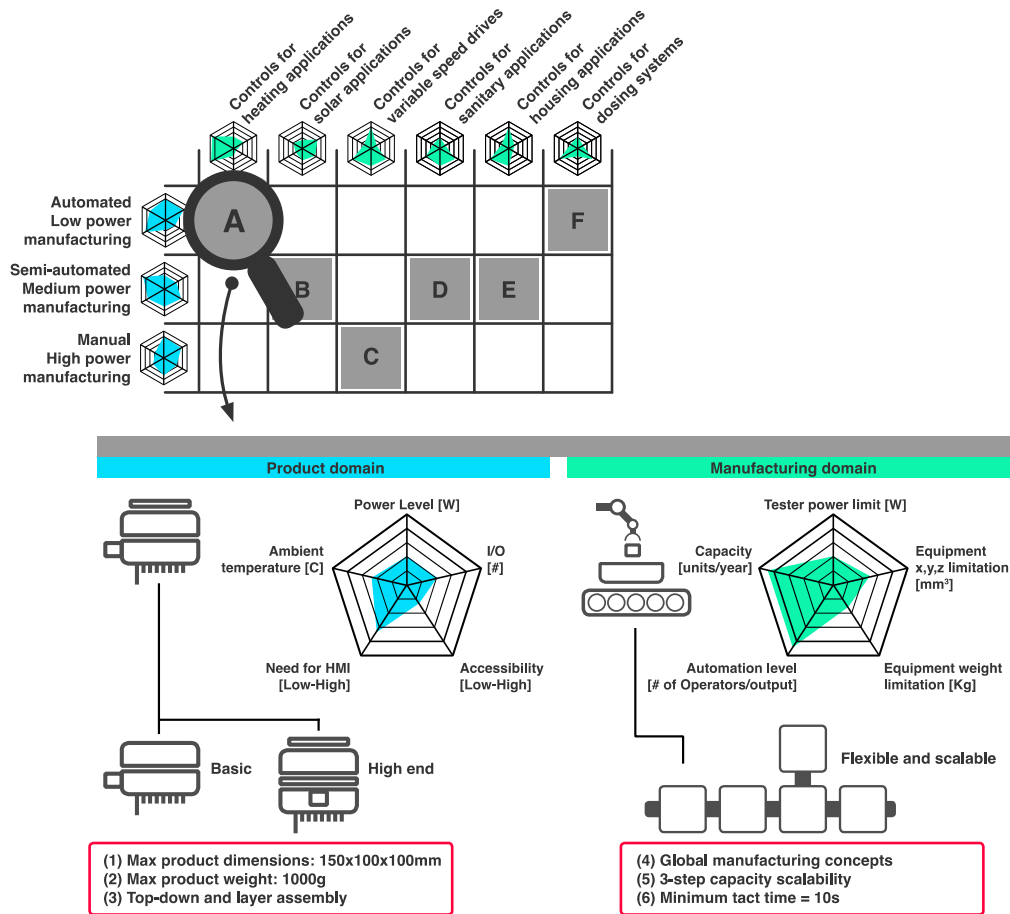 Controls for
heating applications
Controls for
solar applications
Controls for
variable speed drives
Controls for
sanitary applications
Controls for
housing applications
Controls for
dosing systems
Automated
Low power
manufacturing
A
F
Semi-automated
Medium power
manufacturing
B
D
E
Manual
High power
manufacturing
C
Product domain
Manufacturing domain
Power Level [W]
I/O
[#]
Ambient
temperature [C]
Need for HMI
[Low-High]
Accessibility
[Low-High]
Tester power limit [W]
Capacity
[units/year]
Equipment
x,y,z limitation
[mm³]
Automation level
[# of Operators/output]
Equipment weight
limitation [Kg]
Basic
High end
Flexible and scalable
(1) Max product dimensions: 150x100x100mm
(2) Max product weight: 1000g
(3) Top-down and layer assembly
(4) Global manufacturing concepts
(5) 3-step capacity scalability
(6) Minimum tact time = 10s